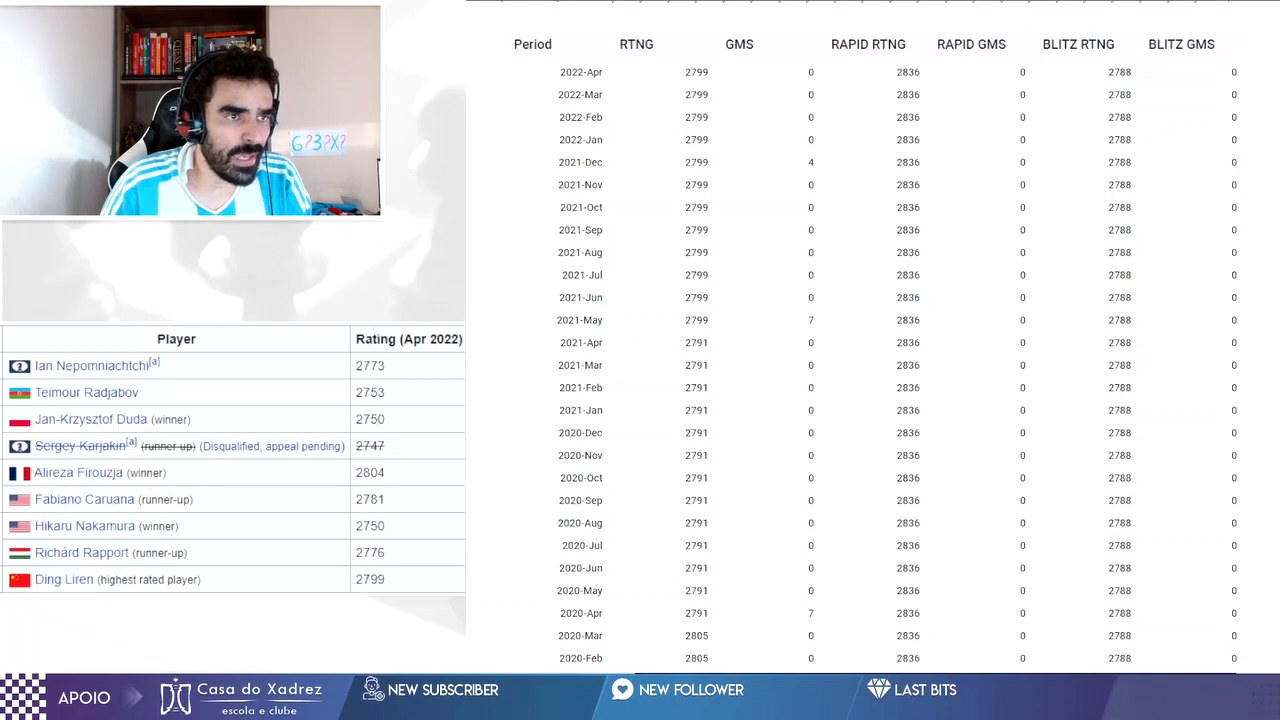 G?3?X?
Player Rating (Apr 2022)
Ian Nepomniachtchi[a] 2773
Teimour Radjabov 2753
Jan-Krzysztof Duda (winner) 2750
Sergey Karjakin[a] (runner up) (Disqualified, appeal pending) 2747
Alireza Firouzja (winner) 2804
Fabiano Caruana (runner-up) 2781
Hikaru Nakamura (winner) 2750
Richárd Rapport (runner-up) 2776
Ding Liren (highest rated player) 2799
Period RTNG GMS RAPID RTNG RAPID GMS BLITZ RTNG BLITZ GMS
2022-Apr 2799 0 2836 0 2788 0
2022-Mar 2799 0 2836 0 2788 0
2022-Feb 2799 0 2836 0 2788 0
2022-Jan 2799 0 2836 0 2788 0
2021-Dec 2799 4 2836 0 2788 0
2021-Nov 2799 0 2836 0 2788 0
2021-Oct 2799 0 2836 0 2788 0
2021-Sep 2799 0 2836 0 2788 0
2021-Aug 2799 0 2836 0 2788 0
2021-Jul 2799 0 2836 0 2788 0
2021-Jun 2799 0 2836 0 2788 0
2021-May 2799 7 2836 0 2788 0
2021-Apr 2791 0 2836 0 2788 0
2021-Mar 2791 0 2836 0 2788 0
2021-Feb 2791 0 2836 0 2788 0
2021-Jan 2791 0 2836 0 2788 0
2020-Dec 2791 0 2836 0 2788 0
2020-Nov 2791 0 2836 0 2788 0
2020-Oct 2791 0 2836 0 2788 0
2020-Sep 2791 0 2836 0 2788 0
2020-Aug 2791 0 2836 0 2788 0
2020-Jul 2791 0 2836 0 2788 0
2020-Jun 2791 0 2836 0 2788 0
2020-May 2791 0 2836 0 2788 0
2020-Apr 2791 7 2836 0 2788 0
2020-Mar 2805 0 2836 0 2788 0
2020-Feb 2805 0 2836 0 2788 0
APOIO
Casa do Xadrez
escola e clube
NEW SUBSCRIBER
NEW FOLLOWER
LAST BITS